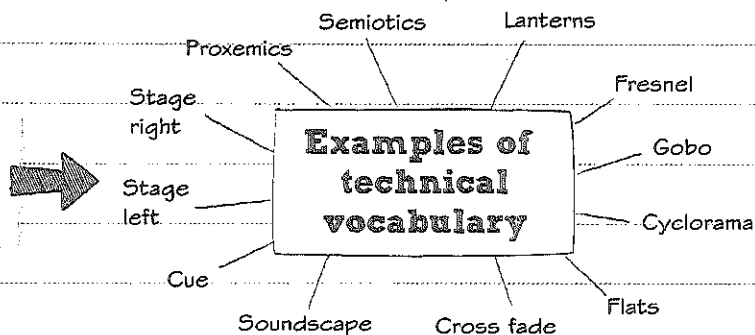 Semiotics
Lanterns
Proxemics
Fresnel
Stage
right
Examples of
technical
vocabulary
Gobo
Stage
left
Cyclorama
Cue
Flats
Soundscape
Cross fade